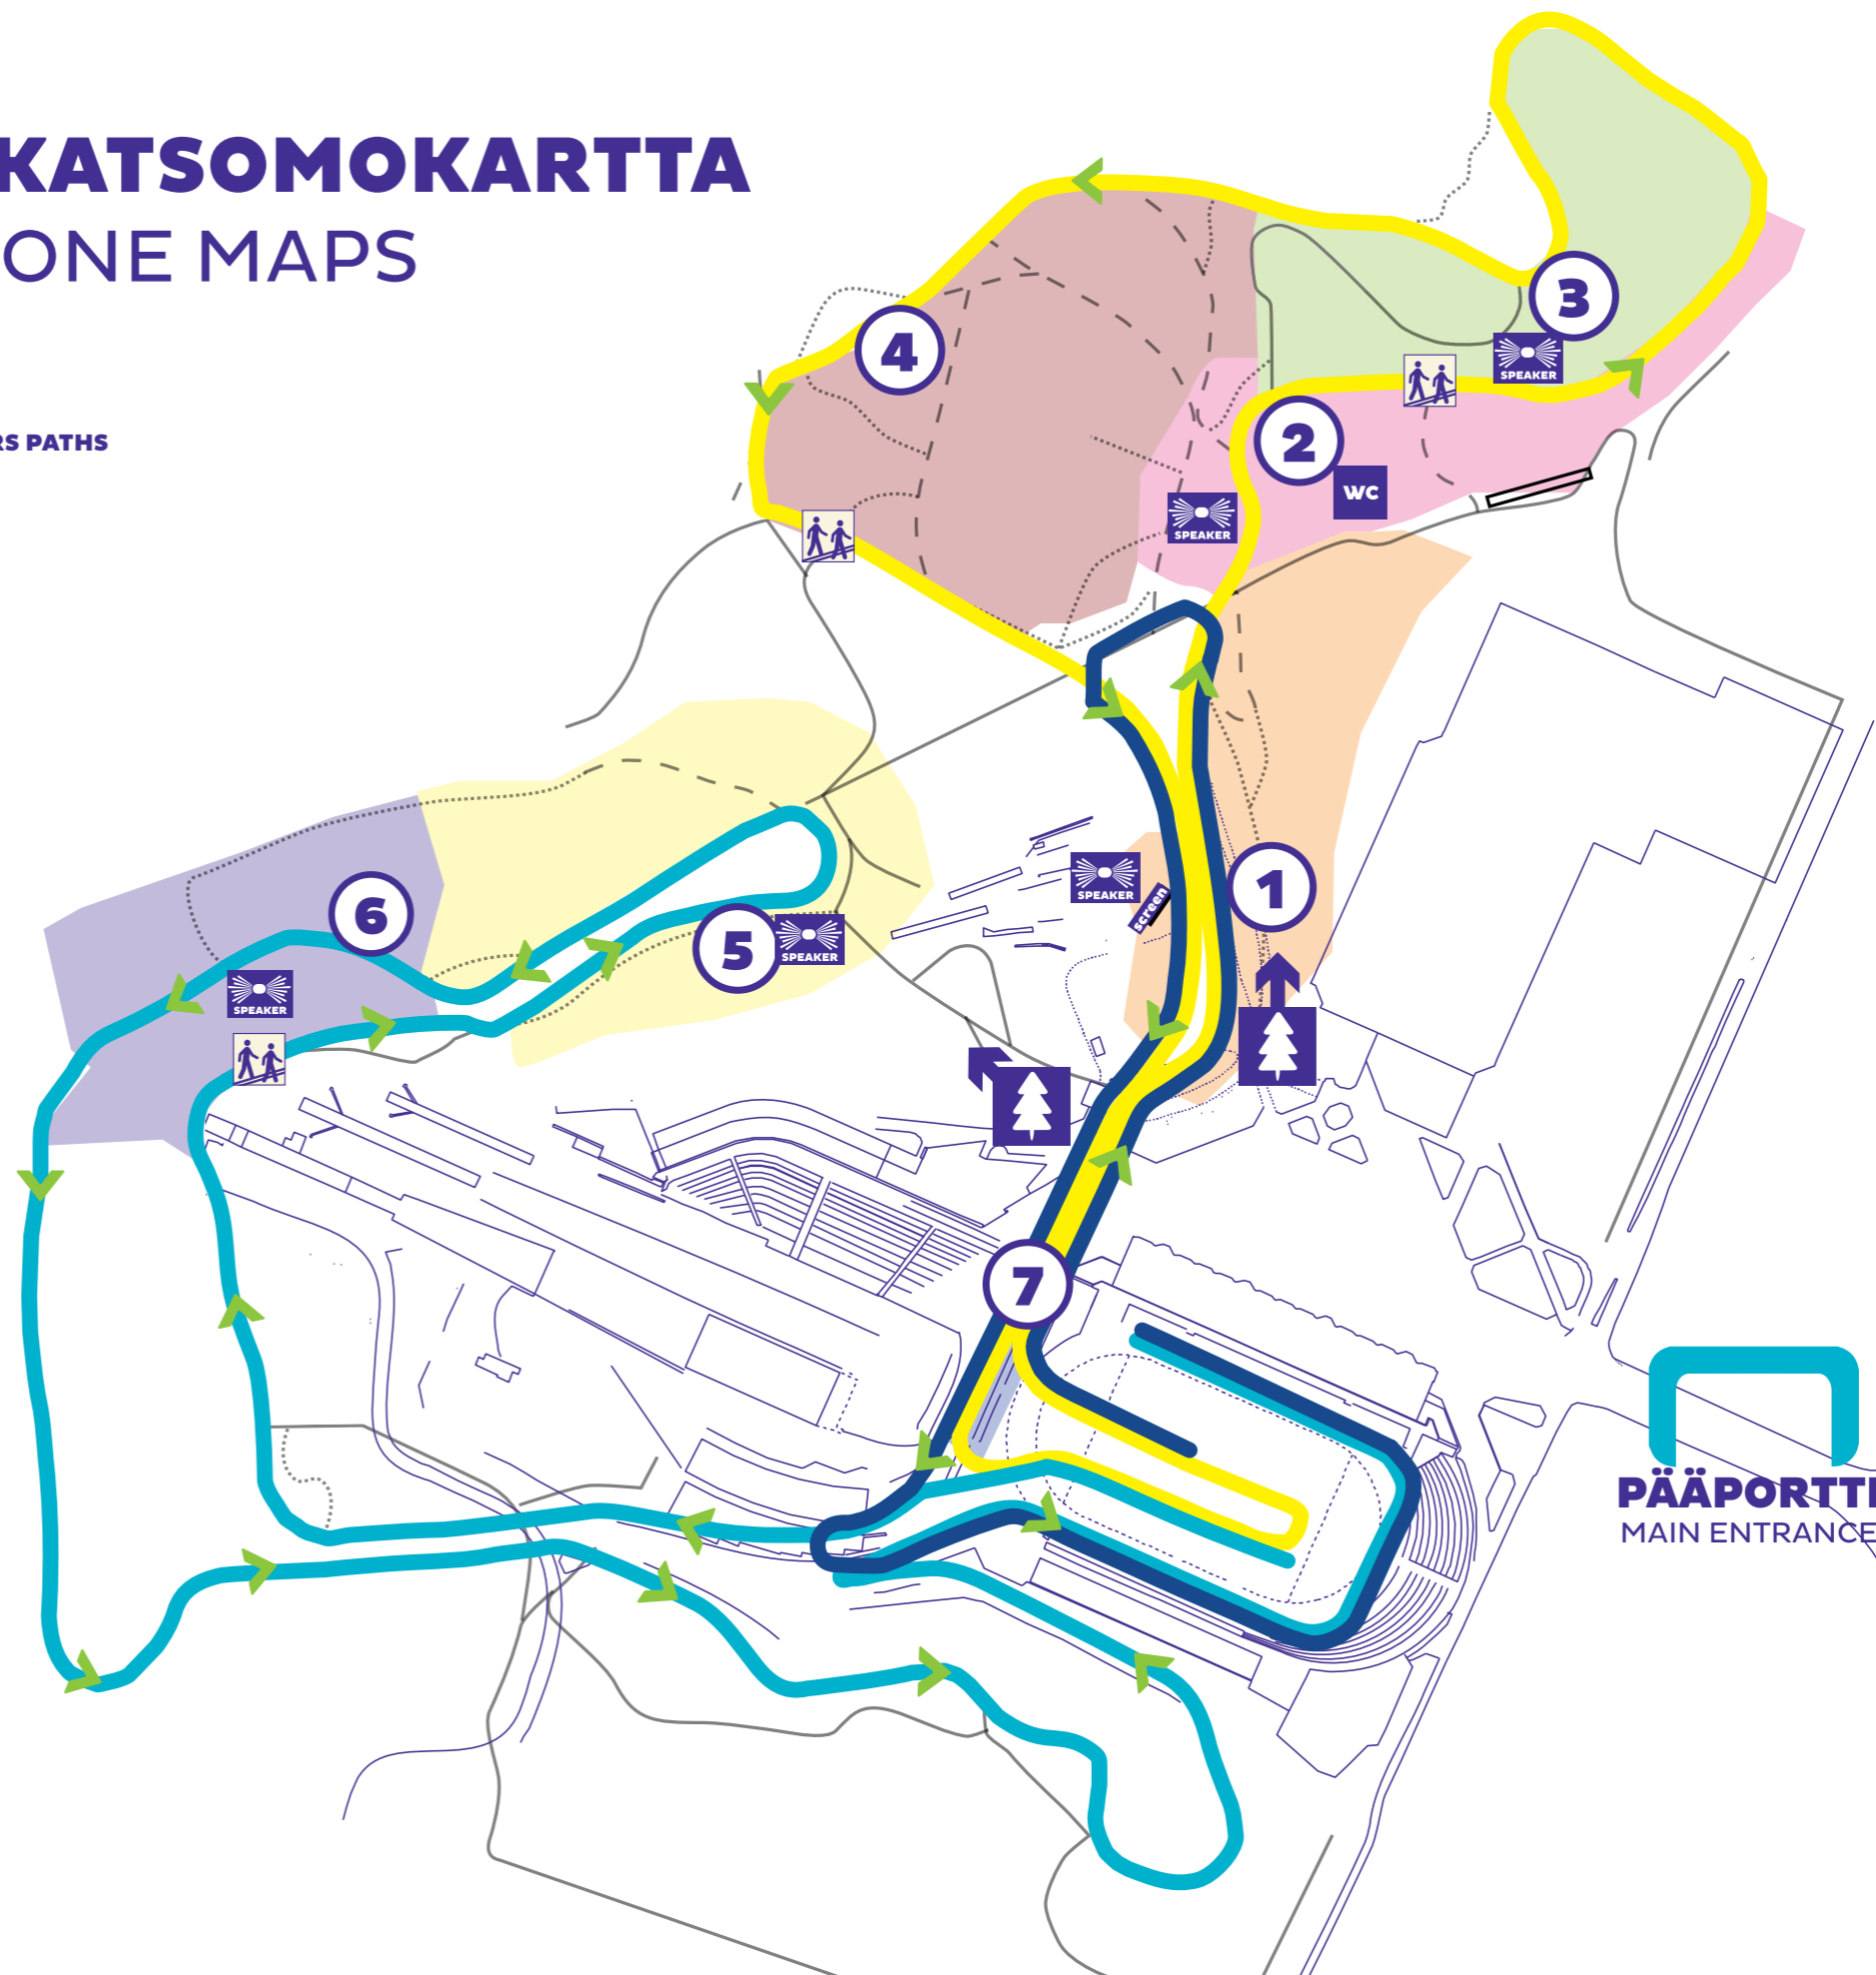 KATSOMOKARTTA
ONE MAPS
RS PATHS
3
SPEAKER
4
2
WC
SPEAKER
1
SPEAKER
screen
6
5
SPEAKER
SPEAKER
7
PÄÄPORTTI
MAIN ENTRANCE